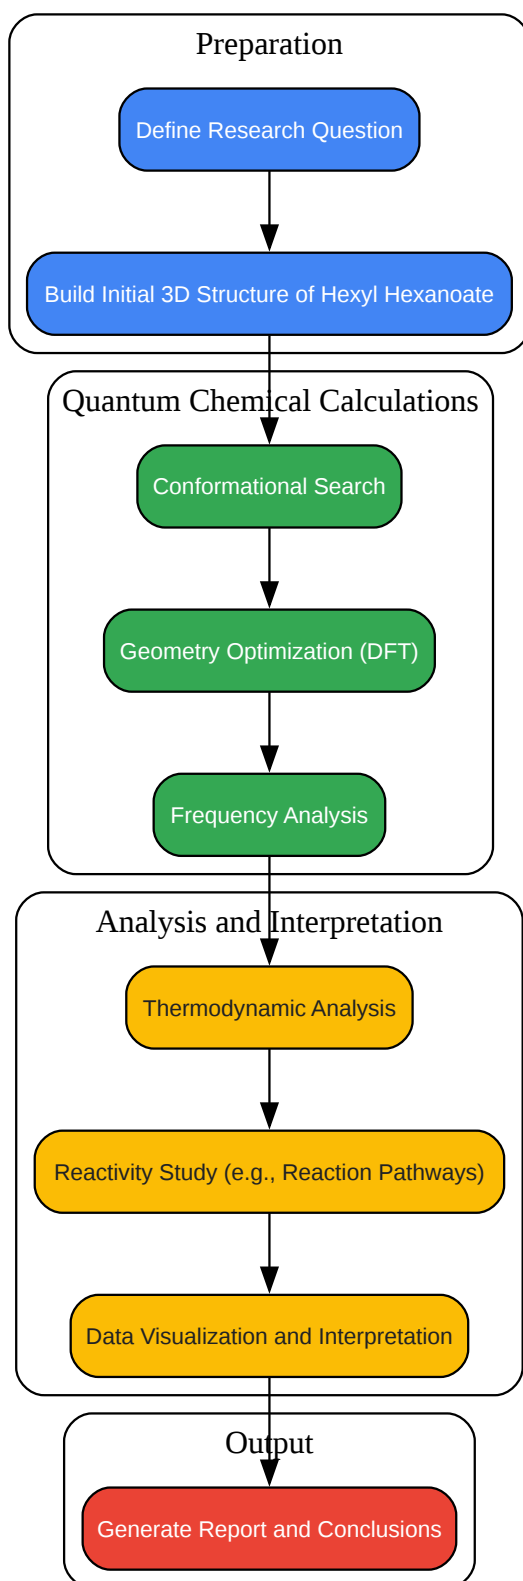 Preparation
Define Research Question
Build Initial 3D Structure of Hexyl Hexanoate
Quantum Chemical Calculations
Conformational Search
Geometry Optimization (DFT)
Frequency Analysis
Analysis and Interpretation
Thermodynamic Analysis
Reactivity Study (e.g., Reaction Pathways)
Data Visualization and Interpretation
Output
Generate Report and Conclusions